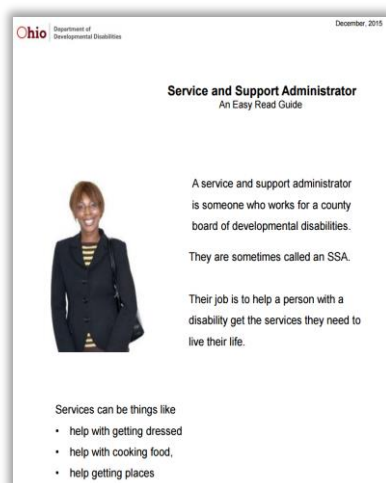 December, 2015
Ohio
Department of
Developmental Disabilities
Service and Support Administrator
An Easy Read Guide
A service and support administrator
is someone who works for a county
board of developmental disabilities.
They are sometimes called an SSA.
Their job is to help a person with a
disability get the services they need to
live their life.
Services can be things like
• help with getting dressed
• help with cooking food,
• help getting places